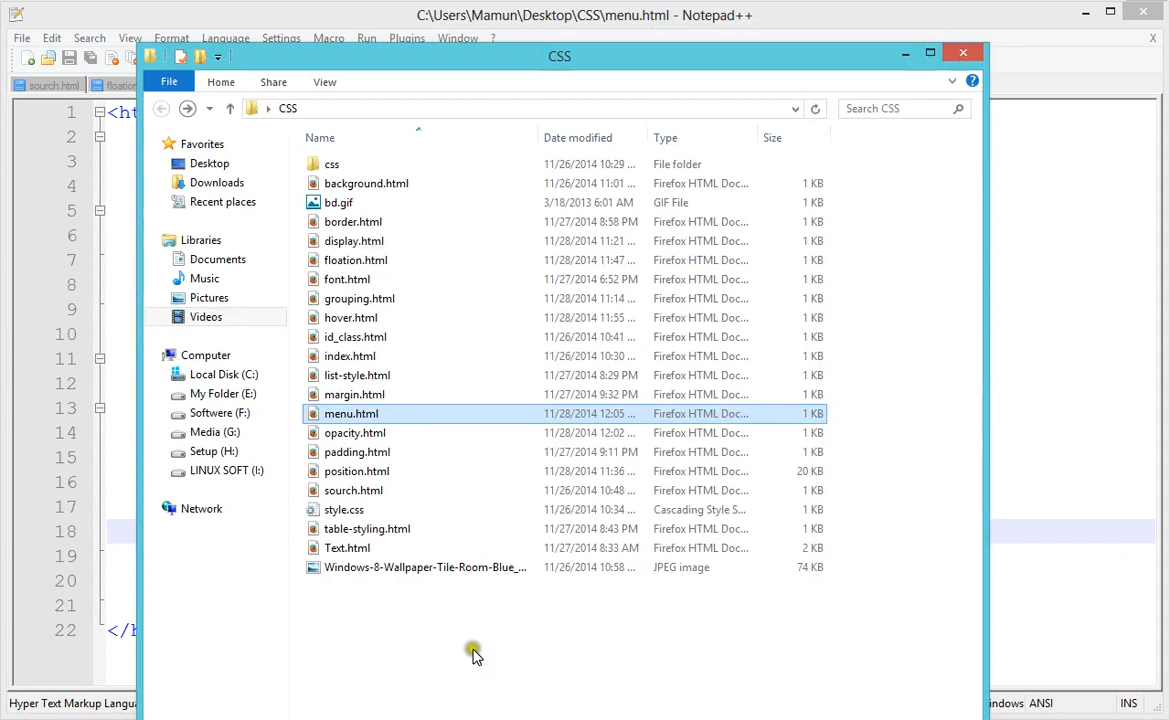 C:\Users\Mamun\Desktop\CSS\menu.html - Notepad++
File Edit Search View Format Language Settings Macro Run Plugins Window ? X
CSS
sourch.html floation
File Home Share View
CSS
Search CSS
Name Date modified Type Size
Favorites
Desktop
Downloads
Recent places
Libraries
Documents
Music
Pictures
Videos
Computer
Local Disk (C:)
My Folder (E:)
Softwere (F:)
Media (G:)
Setup (H:)
LINUX SOFT (I:)
Network
css 11/26/2014 10:29 ... File folder
background.html 11/26/2014 11:01 ... Firefox HTML Doc... 1 KB
bd.gif 3/18/2013 6:01 AM GIF File 1 KB
border.html 11/27/2014 8:58 PM Firefox HTML Doc... 1 KB
display.html 11/28/2014 11:21 ... Firefox HTML Doc... 1 KB
floation.html 11/28/2014 11:47 ... Firefox HTML Doc... 1 KB
font.html 11/27/2014 6:52 PM Firefox HTML Doc... 1 KB
grouping.html 11/28/2014 11:14 ... Firefox HTML Doc... 1 KB
hover.html 11/28/2014 11:55 ... Firefox HTML Doc... 1 KB
id_class.html 11/26/2014 10:41 ... Firefox HTML Doc... 1 KB
index.html 11/26/2014 10:30 ... Firefox HTML Doc... 1 KB
list-style.html 11/27/2014 8:29 PM Firefox HTML Doc... 1 KB
margin.html 11/27/2014 9:32 PM Firefox HTML Doc... 1 KB
menu.html 11/28/2014 12:05 ... Firefox HTML Doc... 1 KB
opacity.html 11/28/2014 12:02 ... Firefox HTML Doc... 1 KB
padding.html 11/27/2014 9:11 PM Firefox HTML Doc... 1 KB
position.html 11/28/2014 11:36 ... Firefox HTML Doc... 20 KB
sourch.html 11/26/2014 10:48 ... Firefox HTML Doc... 1 KB
style.css 11/26/2014 10:34 ... Cascading Style S... 1 KB
table-styling.html 11/27/2014 8:43 PM Firefox HTML Doc... 1 KB
Text.html 11/27/2014 8:33 AM Firefox HTML Doc... 2 KB
Windows-8-Wallpaper-Tile-Room-Blue_... 11/26/2014 10:58 ... JPEG image 74 KB
1 <ht
2
3
4
5
6
7
8
9
10
11
12
13
14
15
16
17
18
19
20
21
22 </h
Hyper Text Markup Langua indows ANSI INS